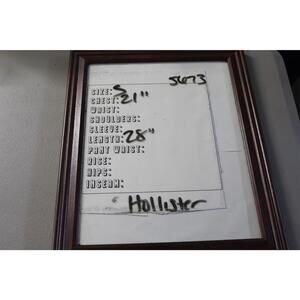 5673
SIZE: S
CHEST: 21"
WAIST:
SHOULDERS:
SLEEVE:
LENGTH: 28"
PANT WAIST:
RISE:
HIPS:
INSEAM:
Hollister